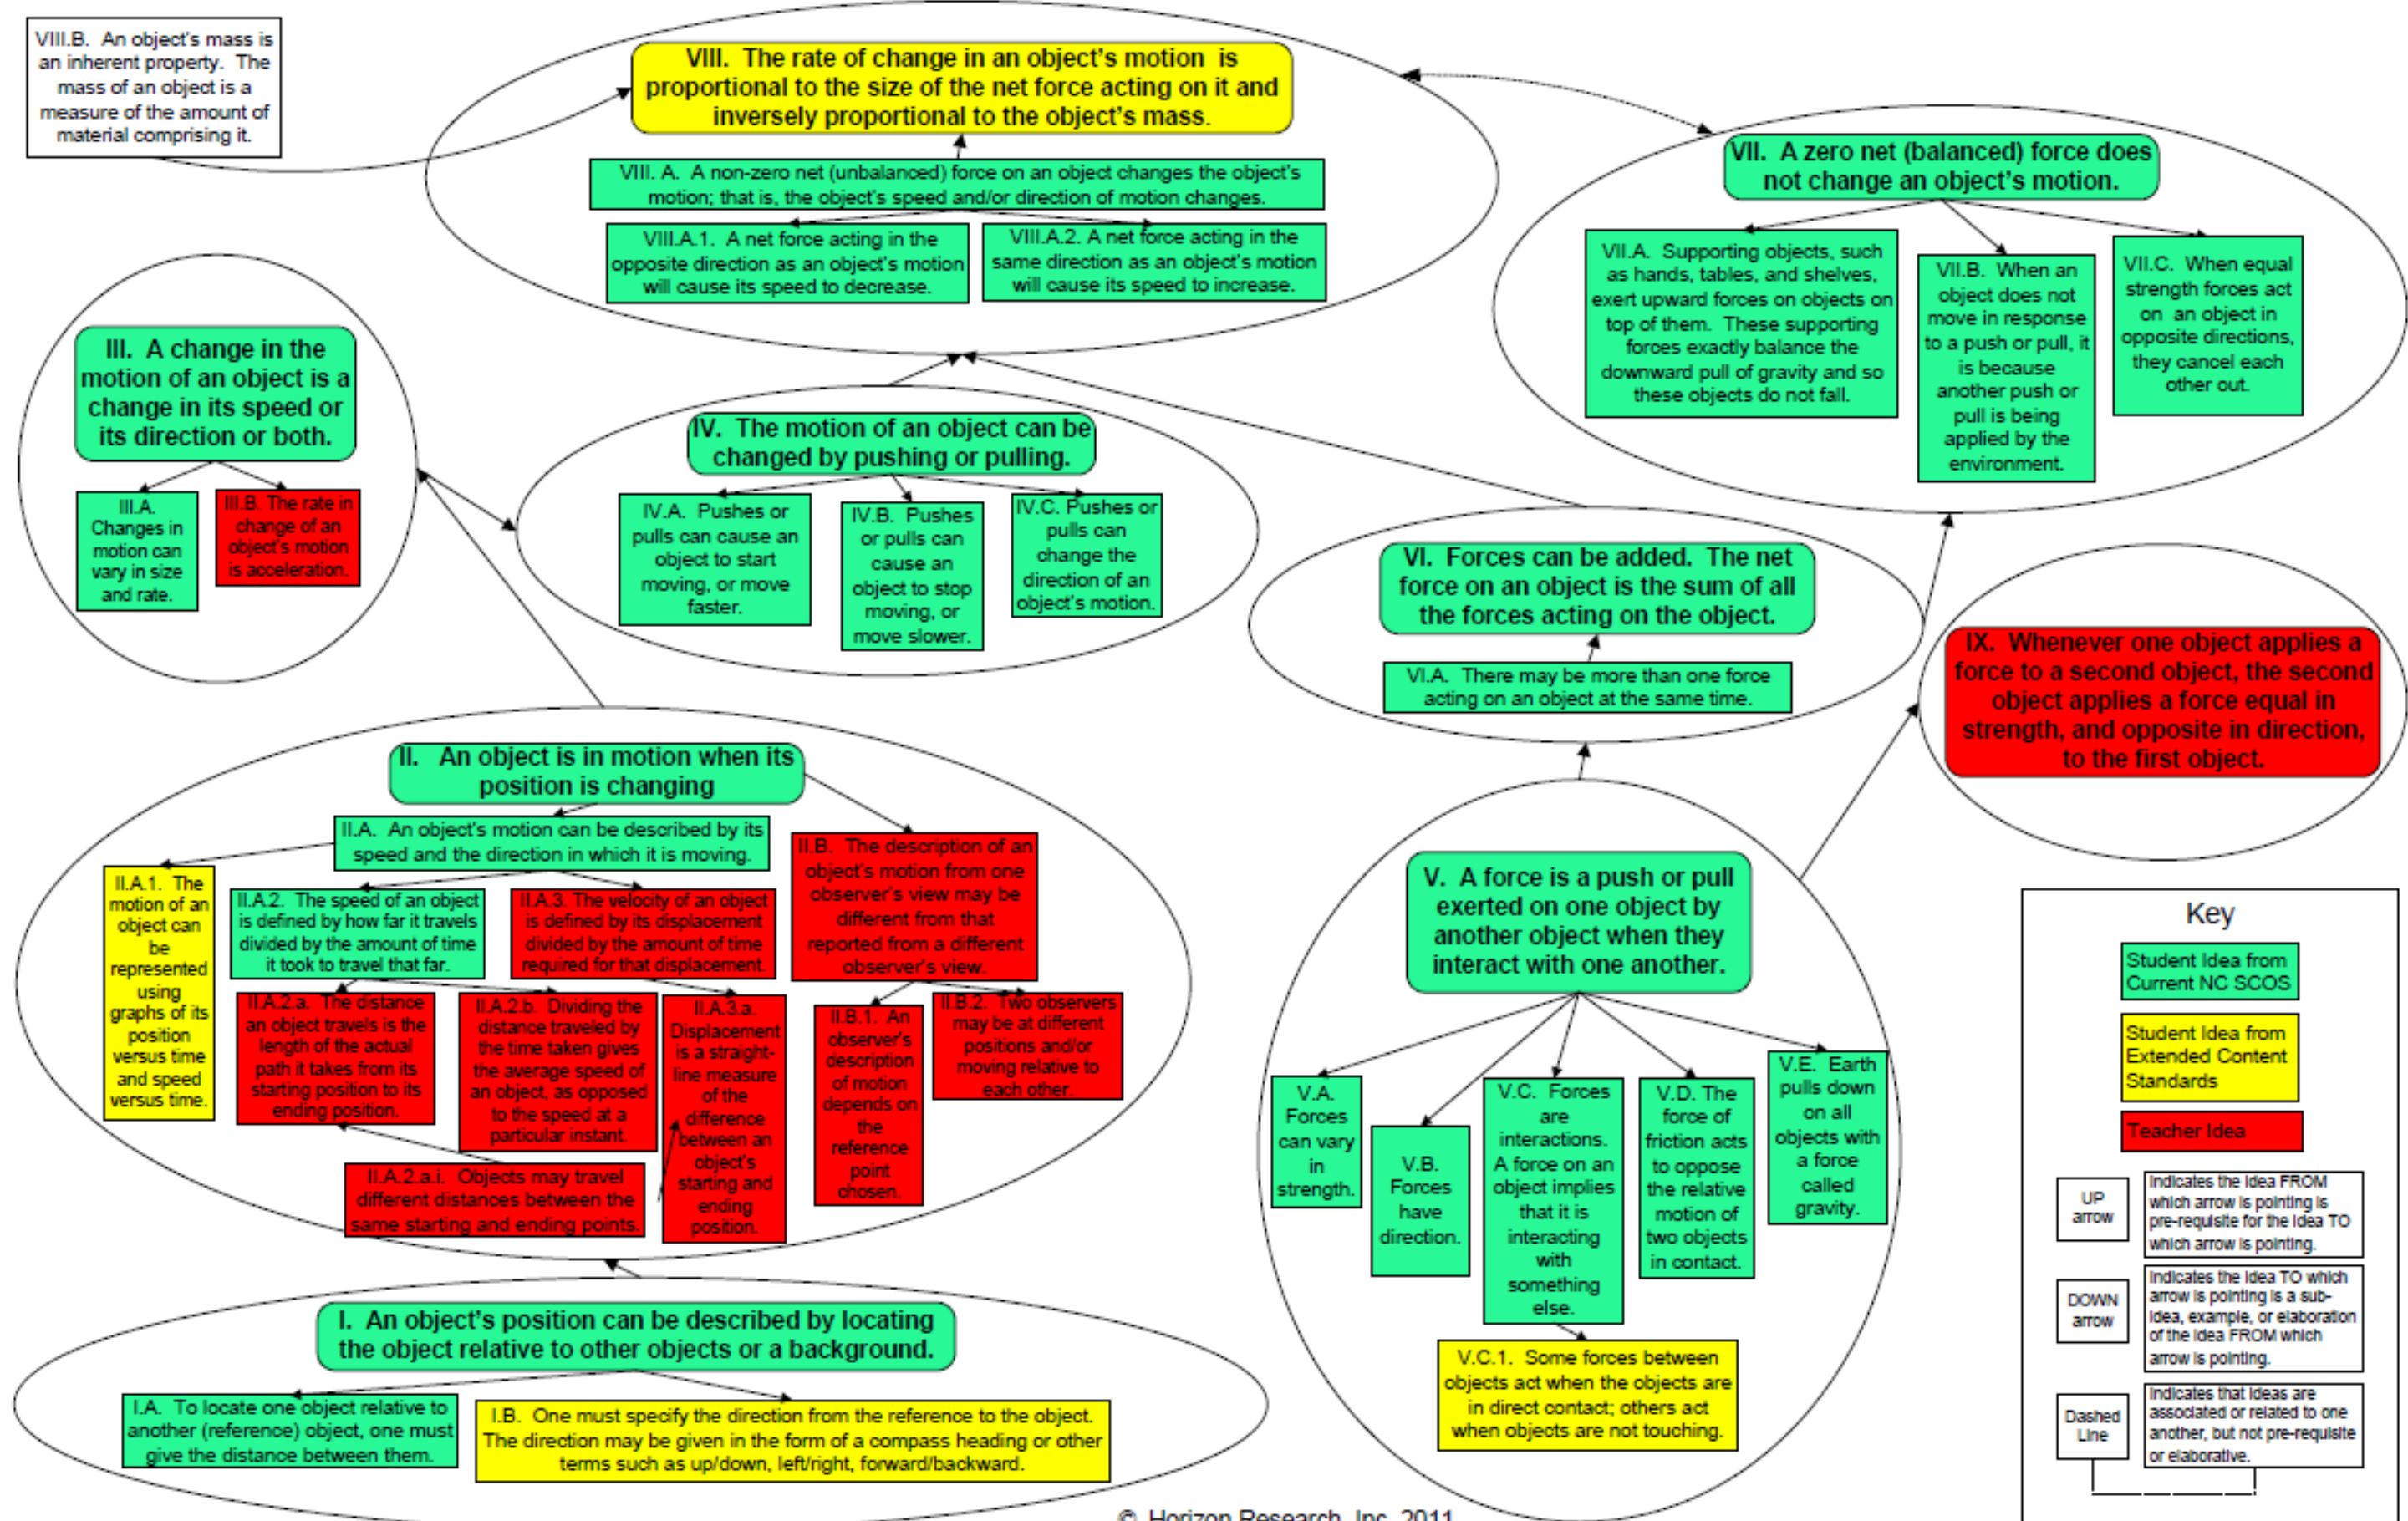 VIII.B. An object's mass is
an inherent property. The
mass of an object is a
measure of the amount of
material comprising it.
VIII. The rate of change in an object's motion is
proportional to the size of the net force acting on it and
inversely proportional to the object's mass.
VIII. A. A non-zero net (unbalanced) force on an object changes the object's
motion; that is, the object's speed and/or direction of motion changes.
VIII.A.1. A net force acting in the
opposite direction as an object's motion
will cause its speed to decrease.
VIII.A.2. A net force acting in the
same direction as an object's motion
will cause its speed to increase.
VII. A zero net (balanced) force does
not change an object's motion.
VII.A. Supporting objects, such
as hands, tables, and shelves,
exert upward forces on objects on
top of them. These supporting
forces exactly balance the
downward pull of gravity and so
these objects do not fall.
VII.B. When an
object does not
move in response
to a push or pull, it
is because
another push or
pull is being
applied by the
environment.
VII.C. When equal
strength forces act
on an object in
opposite directions,
they cancel each
other out.
III. A change in the
motion of an object is a
change in its speed or
its direction or both.
III.A.
Changes in
motion can
vary in size
and rate.
III.B. The rate in
change of an
object's motion
is acceleration.
IV. The motion of an object can be
changed by pushing or pulling.
IV.A. Pushes or
pulls can cause an
object to start
moving, or move
faster.
IV.B. Pushes
or pulls can
cause an
object to stop
moving, or
move slower.
IV.C. Pushes or
pulls can
change the
direction of an
object's motion.
VI. Forces can be added. The net
force on an object is the sum of all
the forces acting on the object.
VI.A. There may be more than one force
acting on an object at the same time.
IX. Whenever one object applies a
force to a second object, the second
object applies a force equal in
strength, and opposite in direction,
to the first object.
II. An object is in motion when its
position is changing
II.A. An object's motion can be described by its
speed and the direction in which it is moving.
II.A.1. The
motion of an
object can
be
represented
using
graphs of its
position
versus time
and speed
versus time.
II.A.2. The speed of an object
is defined by how far it travels
divided by the amount of time
it took to travel that far.
II.A.3. The velocity of an object
is defined by its displacement
divided by the amount of time
required for that displacement.
II.B. The description of an
object's motion from one
observer's view may be
different from that
reported from a different
observer's view.
II.A.2.a. The distance
an object travels is the
length of the actual
path it takes from its
starting position to its
ending position.
II.A.2.b. Dividing the
distance traveled by
the time taken gives
the average speed of
an object, as opposed
to the speed at a
particular instant.
II.A.3.a.
Displacement
is a straight-
line measure
of the
difference
between an
object's
starting and
ending
position.
II.B.1. An
observer's
description
of motion
depends on
the
reference
point
chosen.
II.B.2. Two observers
may be at different
positions and/or
moving relative to
each other.
II.A.2.a.i. Objects may travel
different distances between the
same starting and ending points.
V. A force is a push or pull
exerted on one object by
another object when they
interact with one another.
V.A.
Forces
can vary
in
strength.
V.B.
Forces
have
direction.
V.C. Forces
are
interactions.
A force on an
object implies
that it is
interacting
with
something
else.
V.D. The
force of
friction acts
to oppose
the relative
motion of
two objects
in contact.
V.E. Earth
pulls down
on all
objects with
a force
called
gravity.
V.C.1. Some forces between
objects act when the objects are
in direct contact; others act
when objects are not touching.
I. An object's position can be described by locating
the object relative to other objects or a background.
I.A. To locate one object relative to
another (reference) object, one must
give the distance between them.
I.B. One must specify the direction from the reference to the object.
The direction may be given in the form of a compass heading or other
terms such as up/down, left/right, forward/backward.
Key
Student Idea from
Current NC SCOS
Student Idea from
Extended Content
Standards
Teacher Idea
UP
arrow
Indicates the Idea FROM
which arrow is pointing is
pre-requisite for the Idea TO
which arrow is pointing.
DOWN
arrow
Indicates the Idea TO which
arrow is pointing is a sub-
Idea, example, or elaboration
of the Idea FROM which
arrow is pointing.
Dashed
Line
Indicates that Ideas are
associated or related to one
another, but not pre-requisite
or elaborative.
© Horizon Research, Inc. 2011